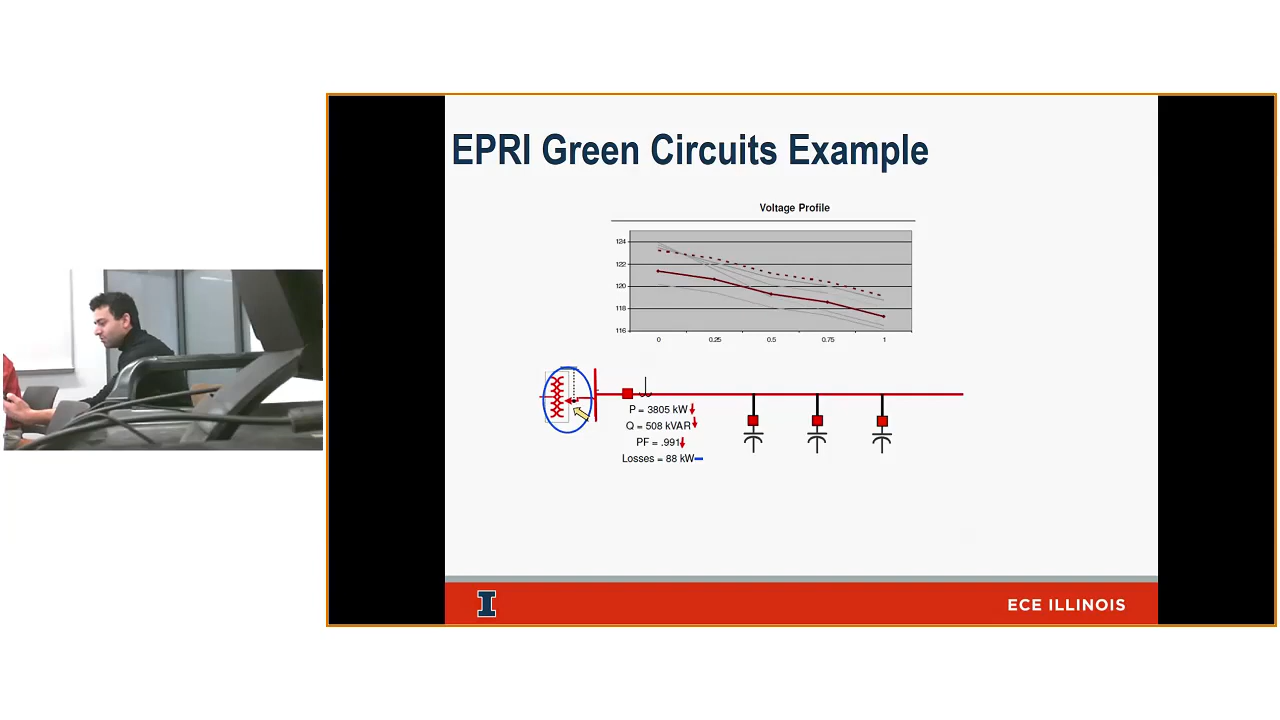 EPRI Green Circuits Example
Voltage Profile
124
122
120
118
116
0 0.25 0.5 0.75 1
P = 3805 kW
Q = 508 kVAR
PF = .991
Losses = 88 kW
I
ECE ILLINOIS